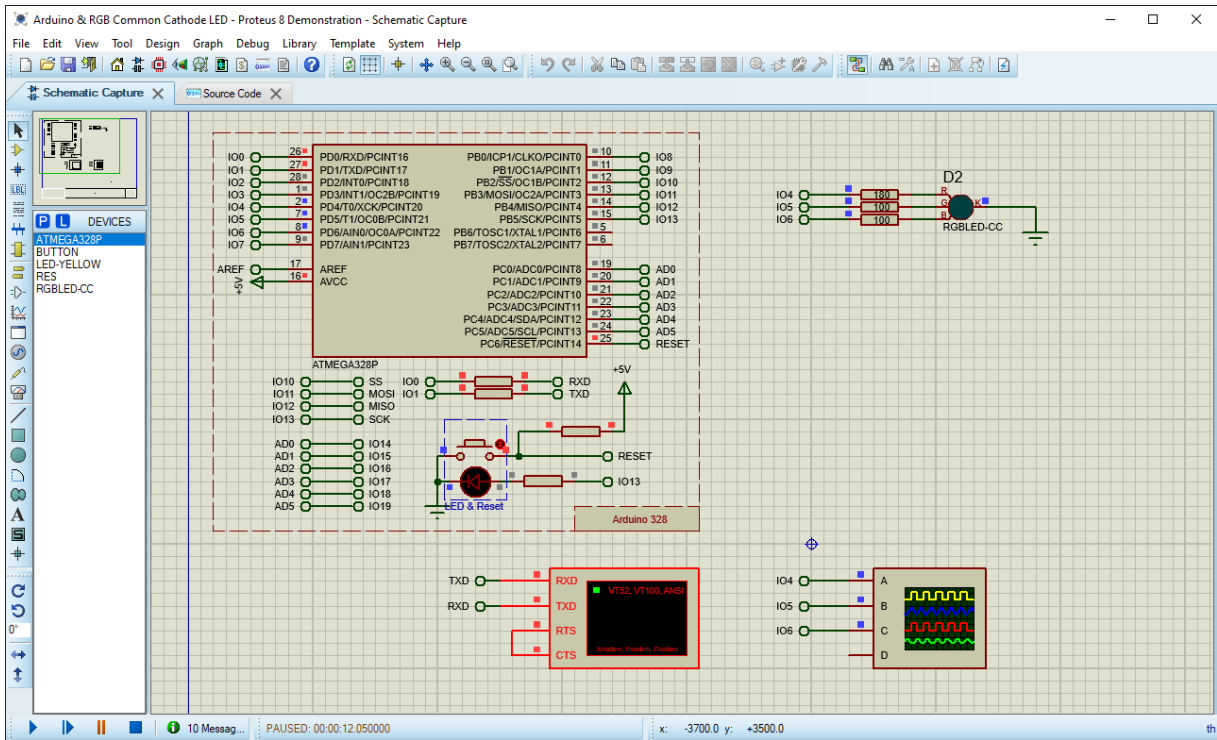 Arduino & RGB Common Cathode LED - Proteus 8 Demonstration - Schematic Capture
File Edit View Tool Design Graph Debug Library Template System Help
Schematic Capture
Source Code
P L DEVICES
ATMEGA328P
BUTTON
LED-YELLOW
RES
RGBLED-CC
LBL
A
S
0°
IO0 26 PD0/RXD/PCINT16 PB0/ICP1/CLKO/PCINT0 10 IO8
IO1 27 PD1/TXD/PCINT17 PB1/OC1A/PCINT1 11 IO9
IO2 28 PD2/INT0/PCINT18 PB2/SS/OC1B/PCINT2 12 IO10
IO3 1 PD3/INT1/OC2B/PCINT19 PB3/MOSI/OC2A/PCINT3 13 IO11
IO4 2 PD4/T0/XCK/PCINT20 PB4/MISO/PCINT4 14 IO12
IO5 7 PD5/T1/OC0B/PCINT21 PB5/SCK/PCINT5 15 IO13
IO6 8 PD6/AIN0/OC0A/PCINT22 PB6/TOSC1/XTAL1/PCINT6 5
IO7 9 PD7/AIN1/PCINT23 PB7/TOSC2/XTAL2/PCINT7 6
AREF 17 AREF PC0/ADC0/PCINT8 19 AD0
+5V 16 AVCC PC1/ADC1/PCINT9 20 AD1
PC2/ADC2/PCINT10 21 AD2
PC3/ADC3/PCINT11 22 AD3
PC4/ADC4/SDA/PCINT12 23 AD4
PC5/ADC5/SCL/PCINT13 24 AD5
PC6/RESET/PCINT14 25 RESET
ATMEGA328P
IO10 SS IO0 RXD
IO11 MOSI IO1 TXD
IO12 MISO
IO13 SCK
+5V
AD0 IO14
AD1 IO15
AD2 IO16
AD3 IO17
AD4 IO18
AD5 IO19
RESET
IO13
LED & Reset
Arduino 328
D2
IO4 180 R
IO5 100 G K
IO6 100 B
RGBLED-CC
TXD RXD
RXD TXD
RTS
CTS
VT52, VT100, ANSI
Xmodem, Ymodem, Zmodem
IO4 A
IO5 B
IO6 C
D
10 Messag...
PAUSED: 00:00:12.050000
x: -3700.0 y: +3500.0
th